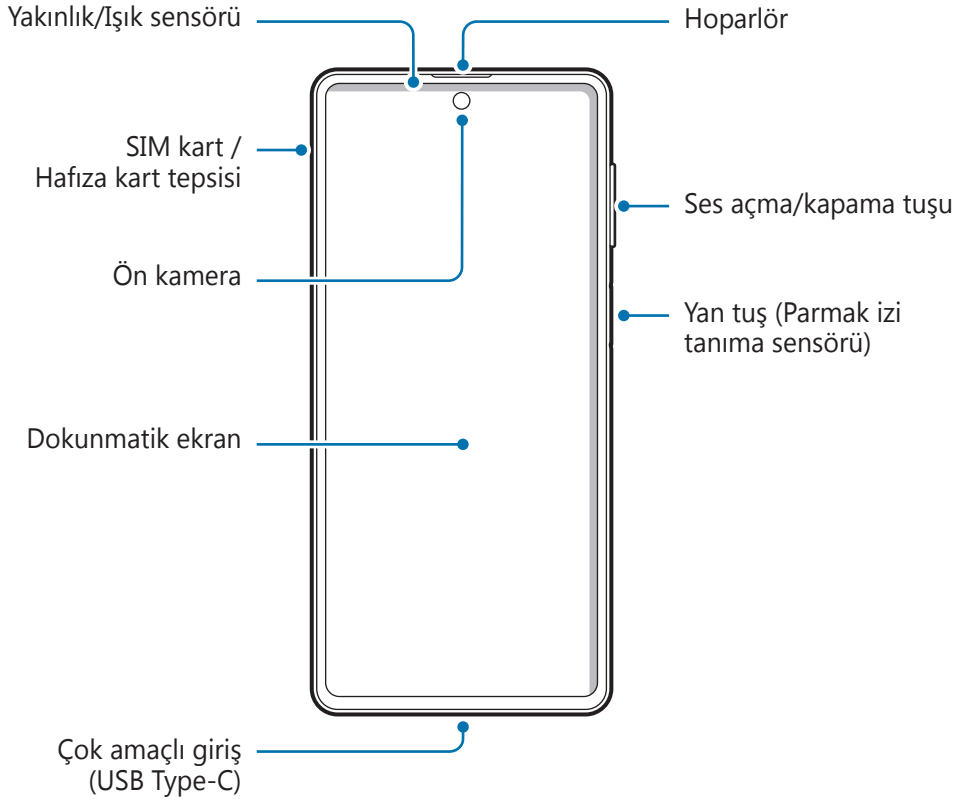 Yakınlık/Işık sensörü
Hoparlör
SIM kart /
Hafıza kart tepsisi
Ses açma/kapama tuşu
Ön kamera
Yan tuş (Parmak izi
tanıma sensörü)
Dokunmatik ekran
Çok amaçlı giriş
(USB Type-C)